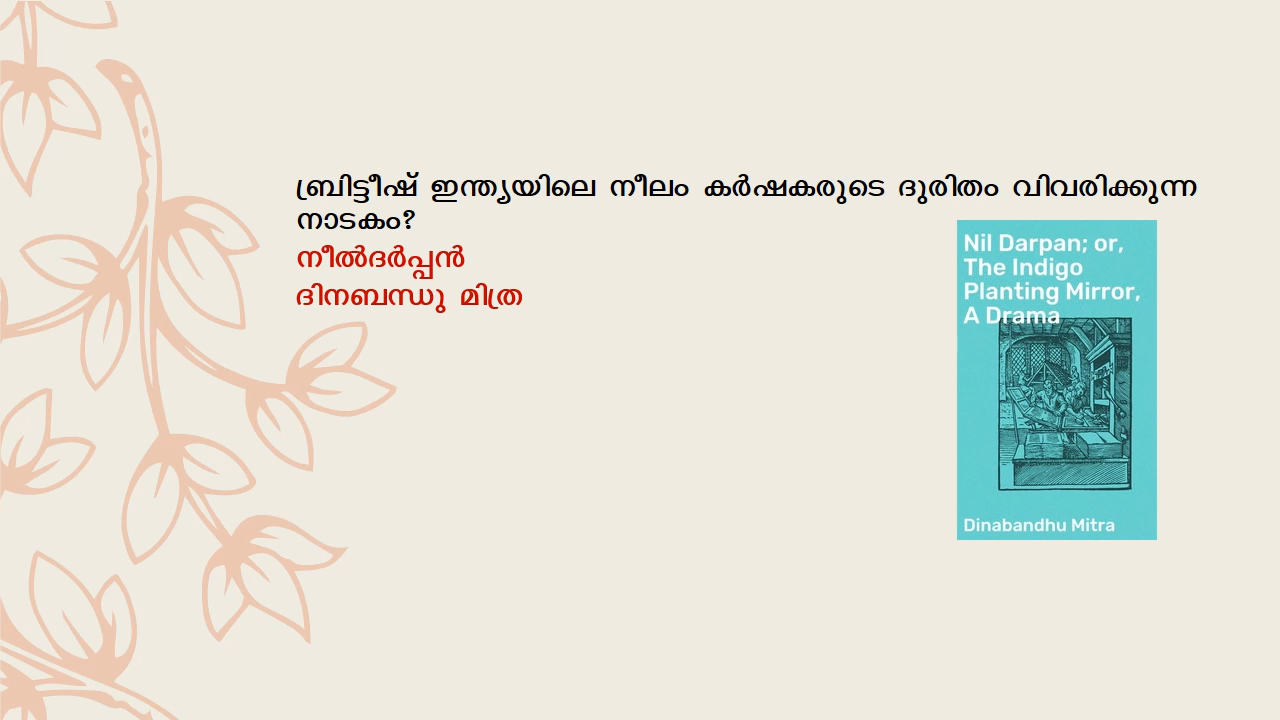 ബ്രിട്ടീഷ് ഇന്ത്യയിലെ നീലം കർഷകരുടെ ദുരിതം വിവരിക്കുന്ന
നാടകം?
നീൽദർപ്പൻ
ദിനബന്ധു മിത്ര
Nil Darpan; or,
The Indigo
Planting Mirror,
A Drama
Dinabandhu Mitra